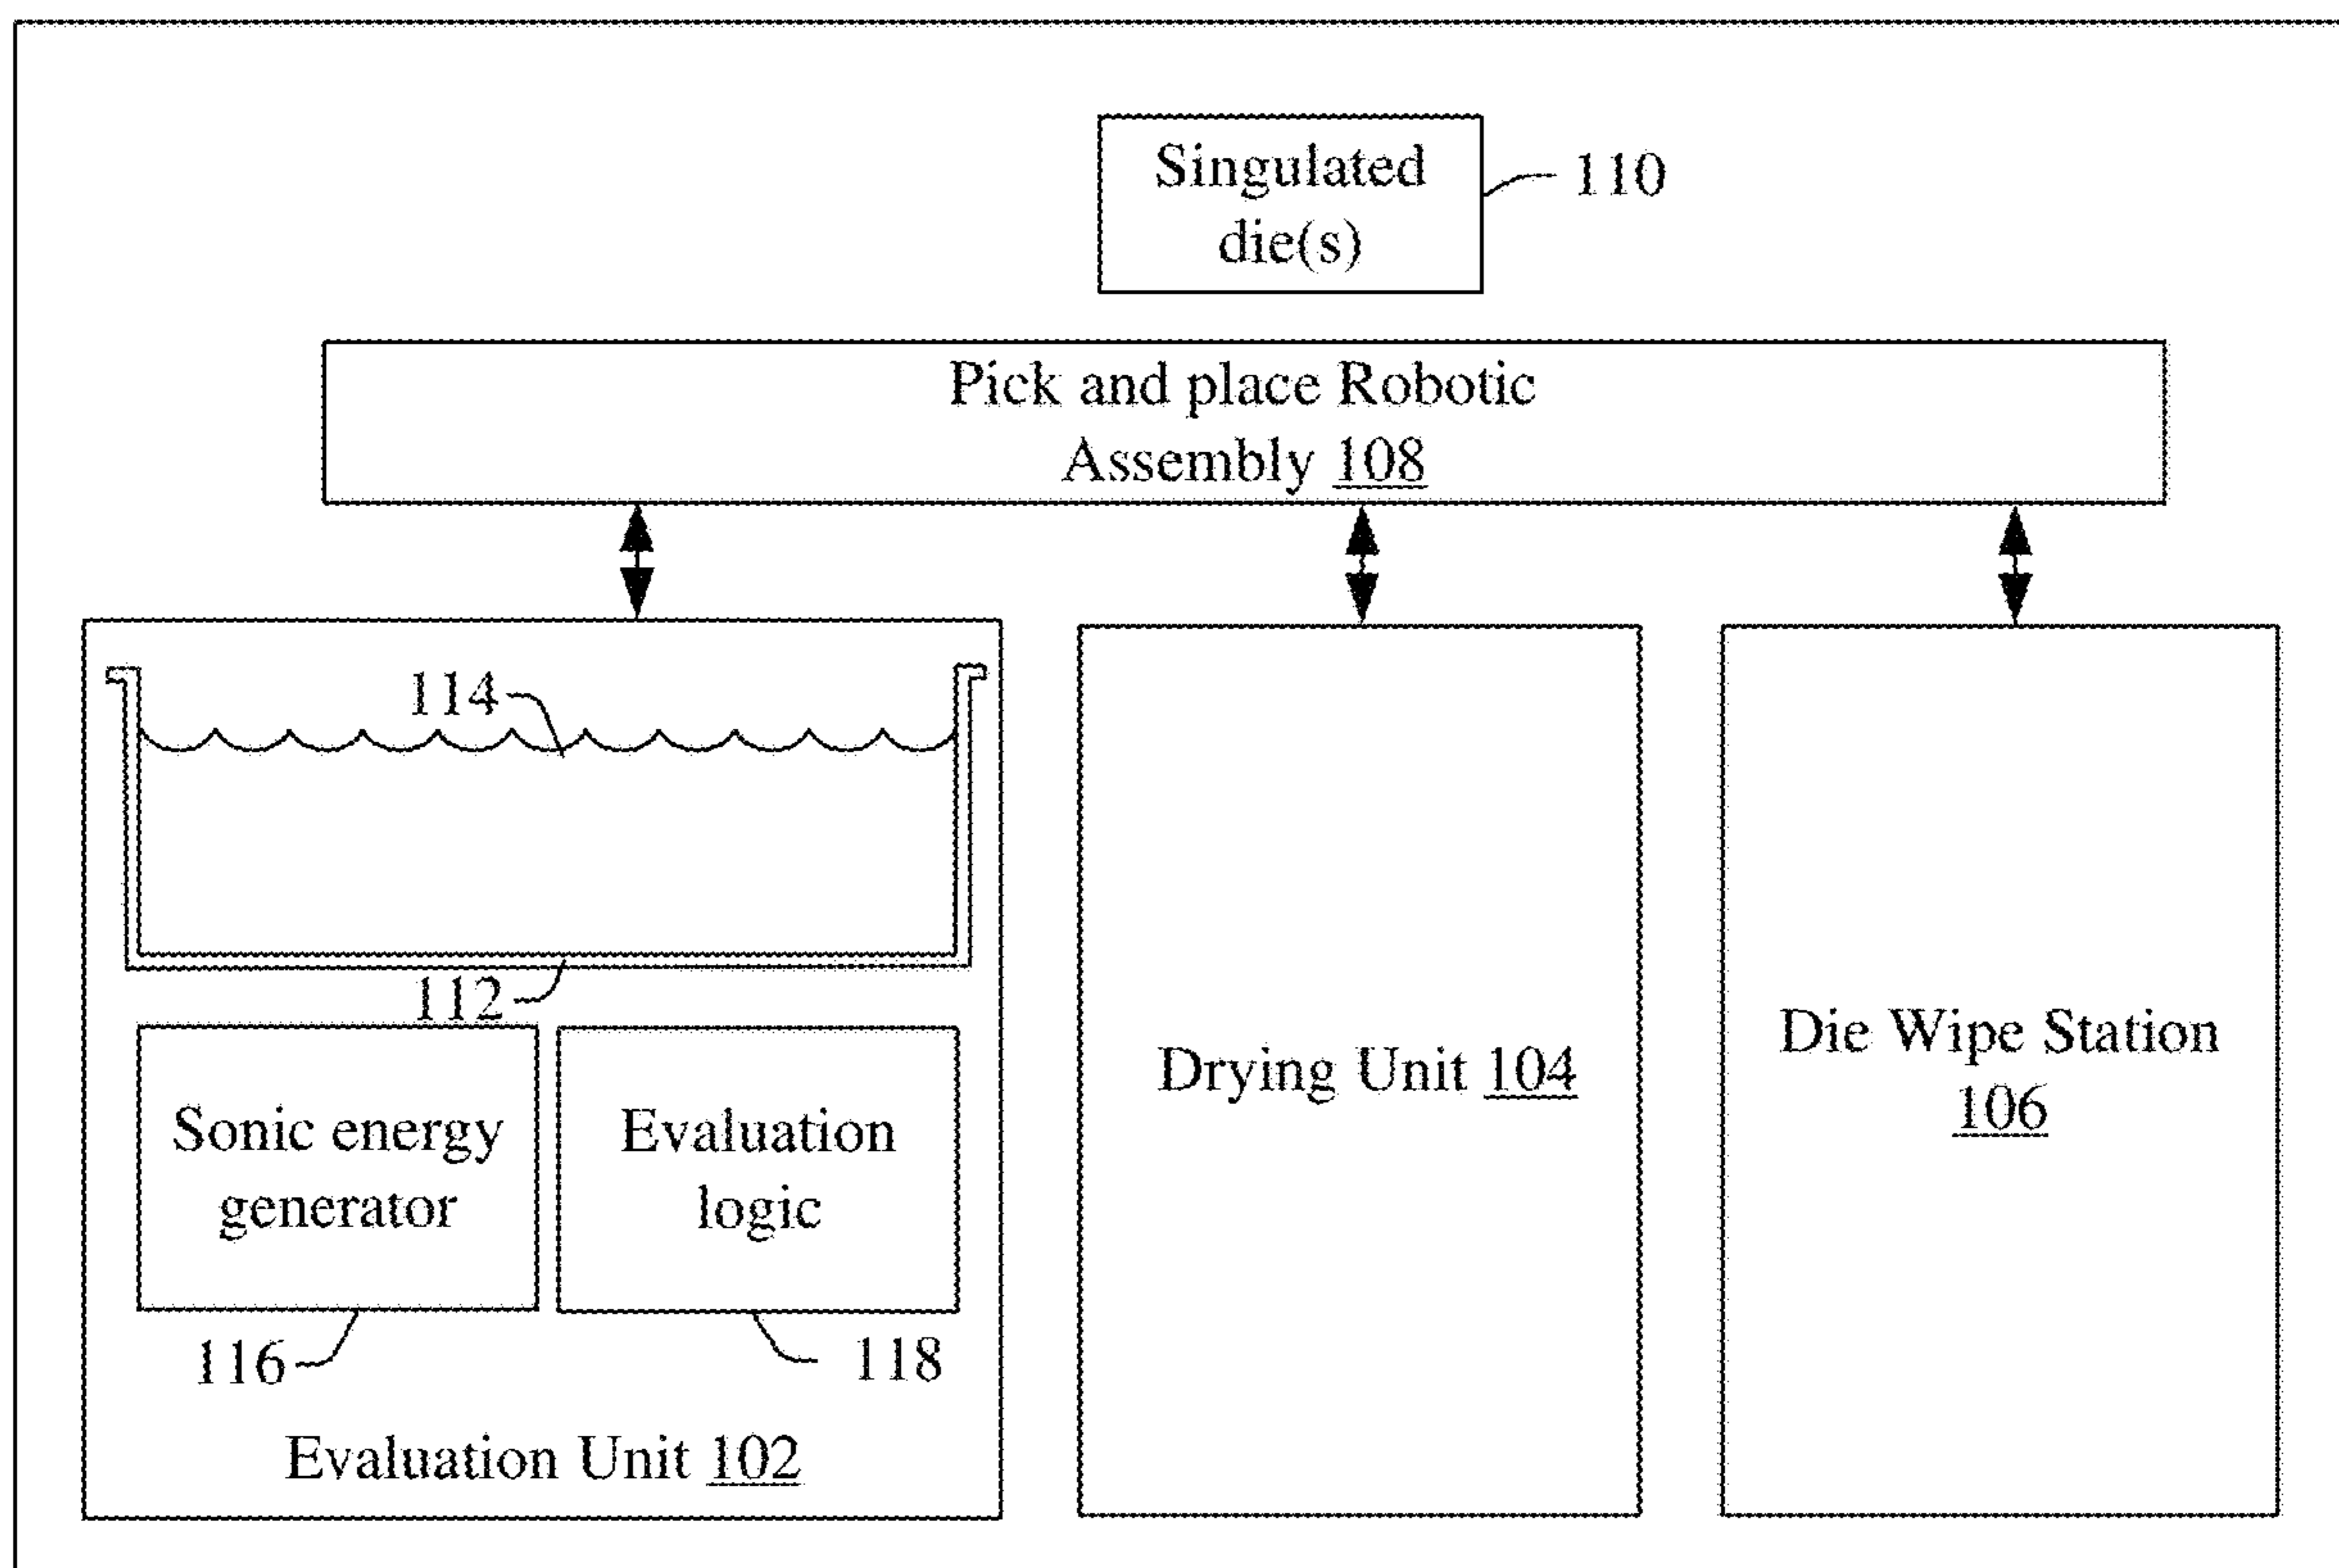 Singulated
die(s)
110
Pick and place Robotic
Assembly 108
114
112
Sonic energy
generator
Evaluation
logic
116
118
Evaluation Unit 102
Drying Unit 104
Die Wipe Station
106